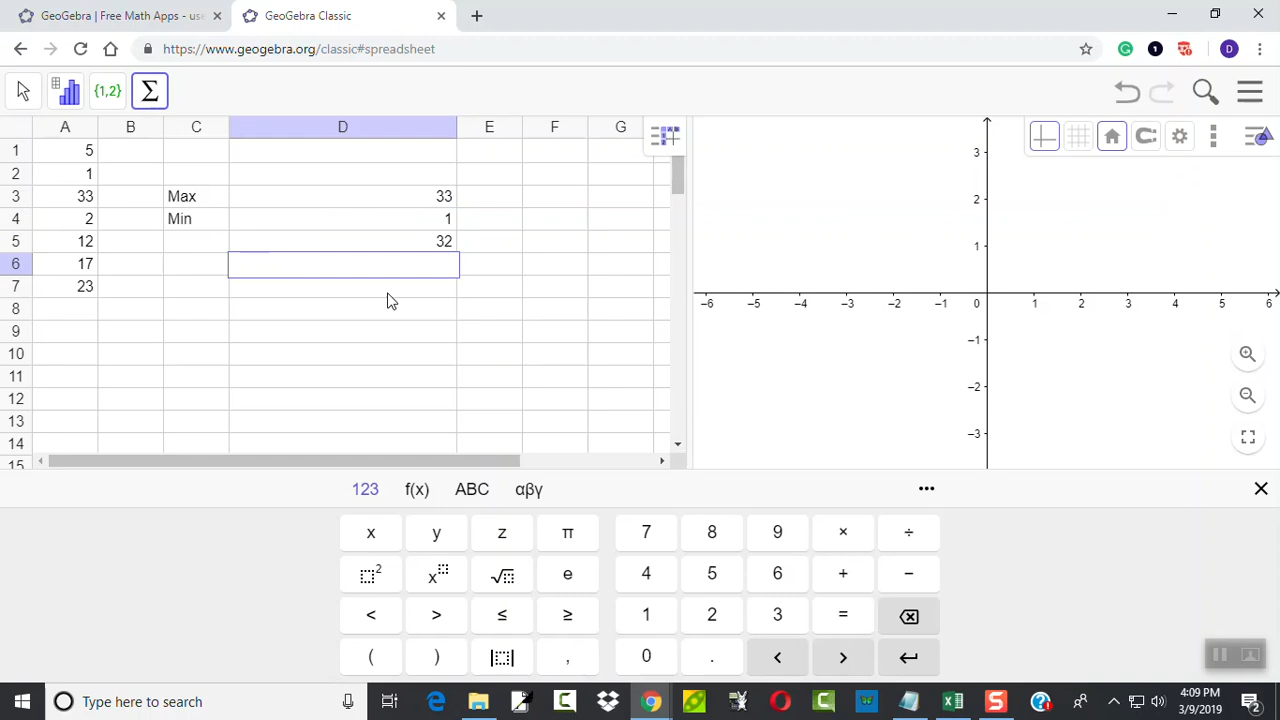 GeoGebra | Free Math Apps - use
GeoGebra Classic
https://www.geogebra.org/classic#spreadsheet
1
D
{1,2}
Σ
A B C D E F G
1 5
2 1
3 33 Max 33
4 2 Min 1
5 12 32
6 17
7 23
8
9
10
11
12
13
14
15
3
2
1
−6 −5 −4 −3 −2 −1 0 1 2 3 4 5 6
−1
−2
−3
123 f(x) ABC αβγ
x y z π 7 8 9 × ÷
2 x √ e 4 5 6 + −
< > ≤ ≥ 1 2 3 =
( ) | | , 0 . < >
Type here to search
4:09 PM
3/9/2019
2